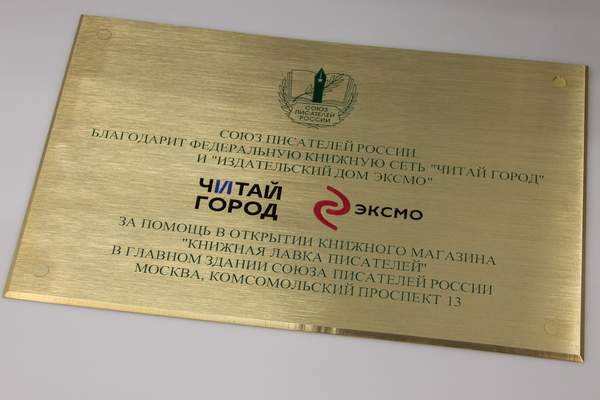 СОЮЗ
ПИСАТЕЛЕЙ
РОССИИ
СОЮЗ ПИСАТЕЛЕЙ РОССИИ
БЛАГОДАРИТ ФЕДЕРАЛЬНУЮ КНИЖНУЮ СЕТЬ "ЧИТАЙ ГОРОД"
И "ИЗДАТЕЛЬСКИЙ ДОМ ЭКСМО"
ЧИТАЙ
ГОРОД
ЭКСМО
ЗА ПОМОЩЬ В ОТКРЫТИИ КНИЖНОГО МАГАЗИНА
"КНИЖНАЯ ЛАВКА ПИСАТЕЛЕЙ"
В ГЛАВНОМ ЗДАНИИ СОЮЗА ПИСАТЕЛЕЙ РОССИИ
МОСКВА, КОМСОМОЛЬСКИЙ ПРОСПЕКТ 13